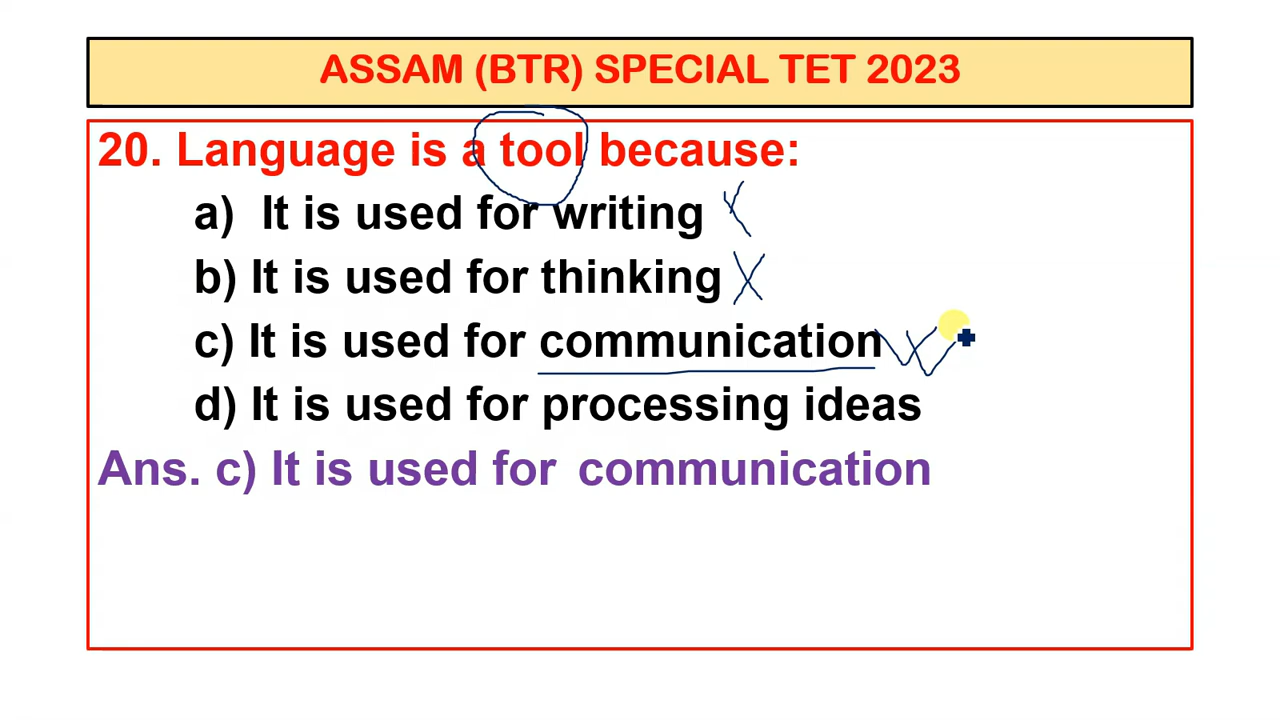 ASSAM (BTR) SPECIAL TET 2023
20. Language is a tool because:
a) It is used for writing
b) It is used for thinking
c) It is used for communication
d) It is used for processing ideas
Ans. c) It is used for communication